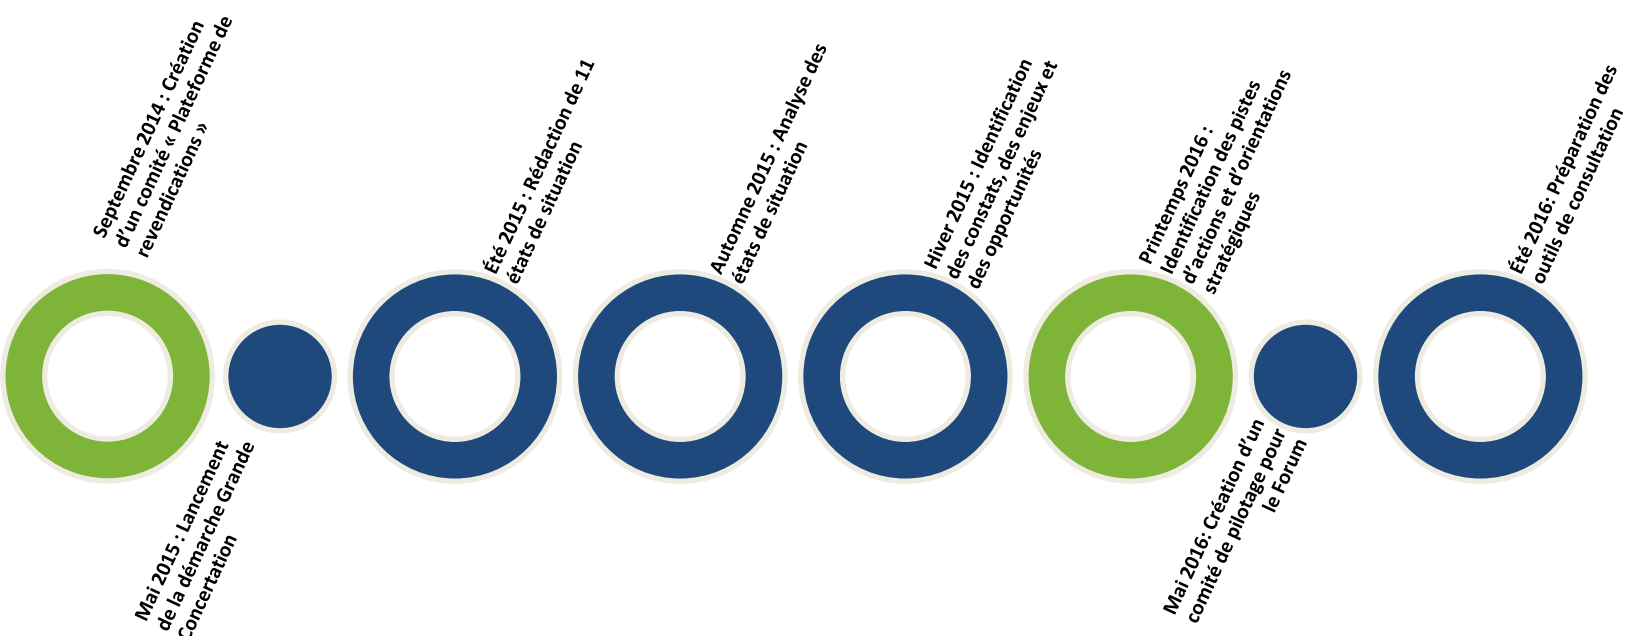 Septembre 2014 : Création
d’un comité « Plateforme de
revendications »
Mai 2015 : Lancement
de la démarche Grande
Concertation
Été 2015 : Rédaction de 11
états de situation
Automne 2015 : Analyse des
états de situation
Hiver 2015 : Identification
des constats, des enjeux et
des opportunités
Printemps 2016 :
Identification des pistes
d’actions et d’orientations
stratégiques
Mai 2016: Création d’un
comité de pilotage pour
le Forum
Été 2016: Préparation des
outils de consultation